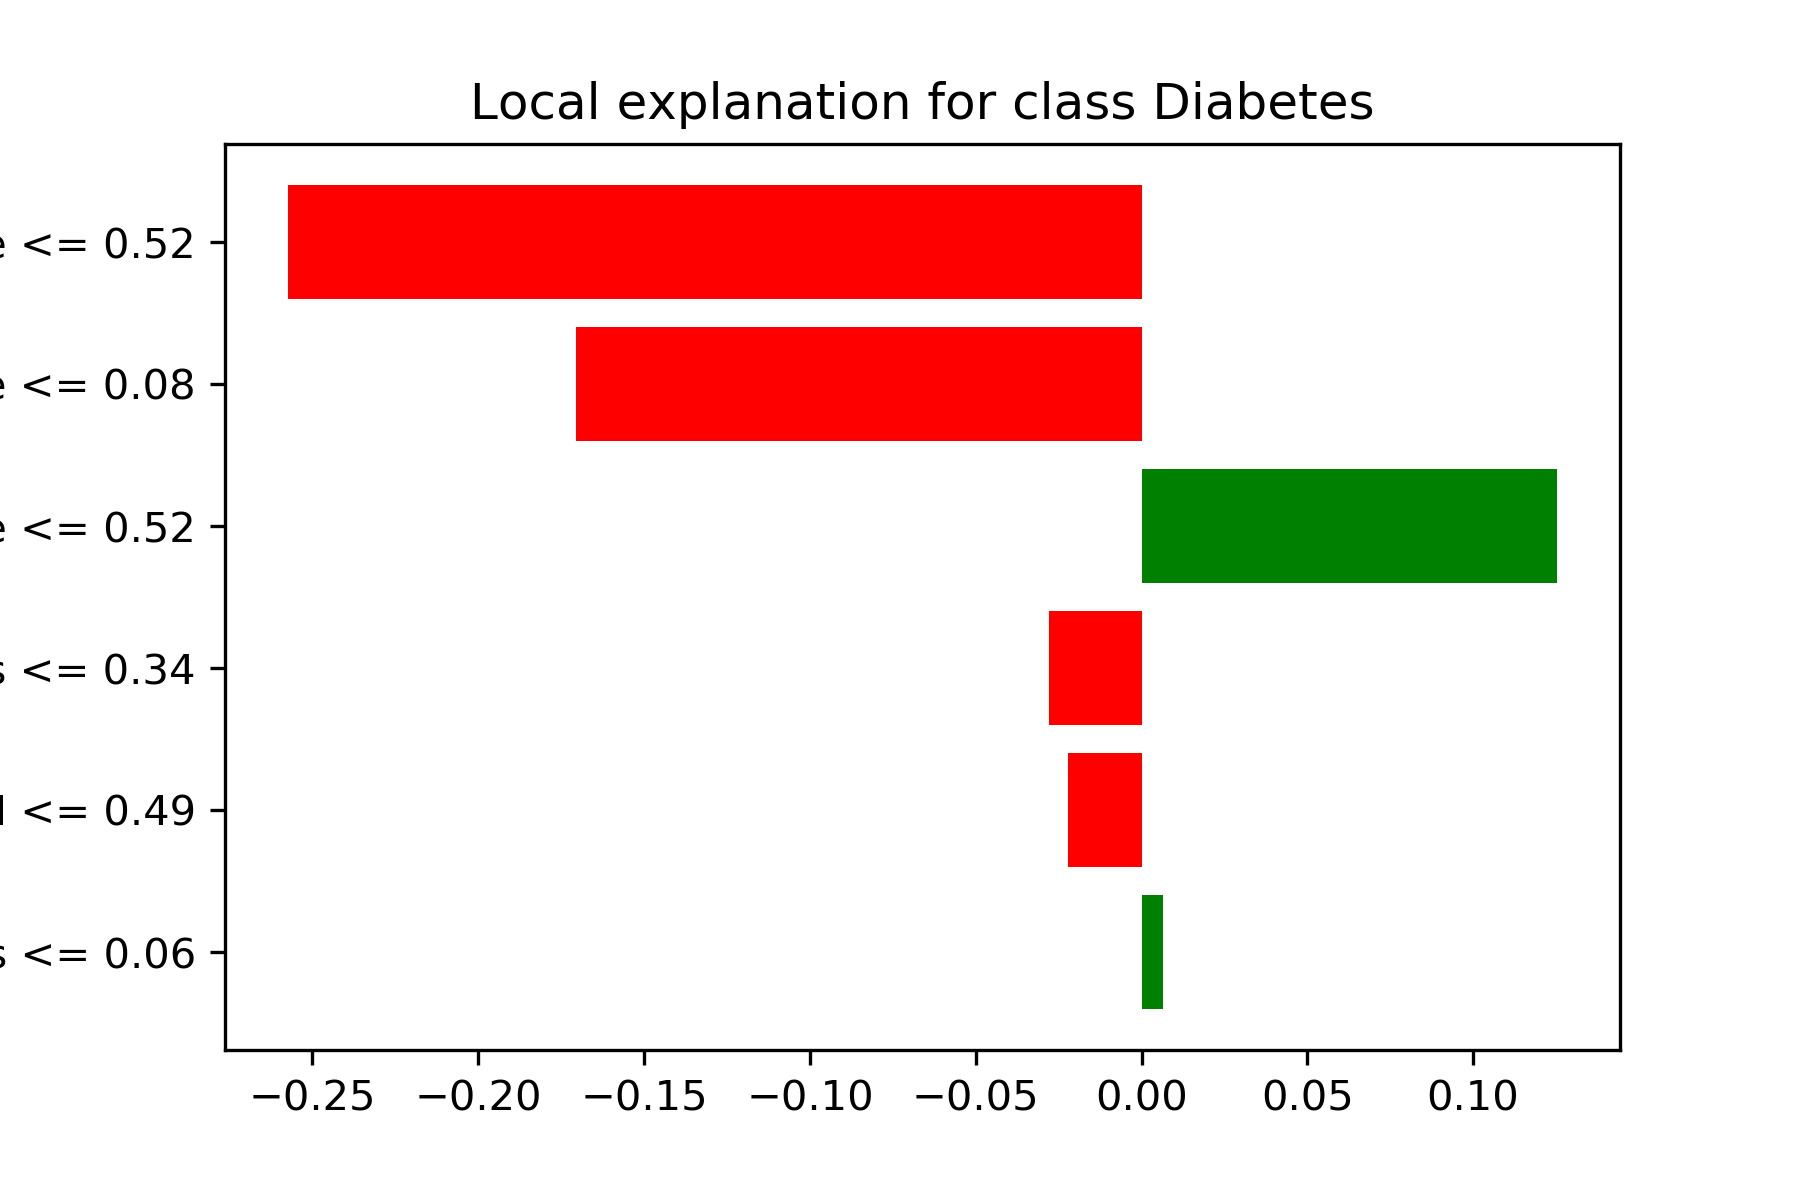 Local explanation for class Diabetes
e <= 0.52
e <= 0.08
e <= 0.52
s <= 0.34
<= 0.49
s <= 0.06
−0.25 −0.20 −0.15 −0.10 −0.05 0.00 0.05 0.10